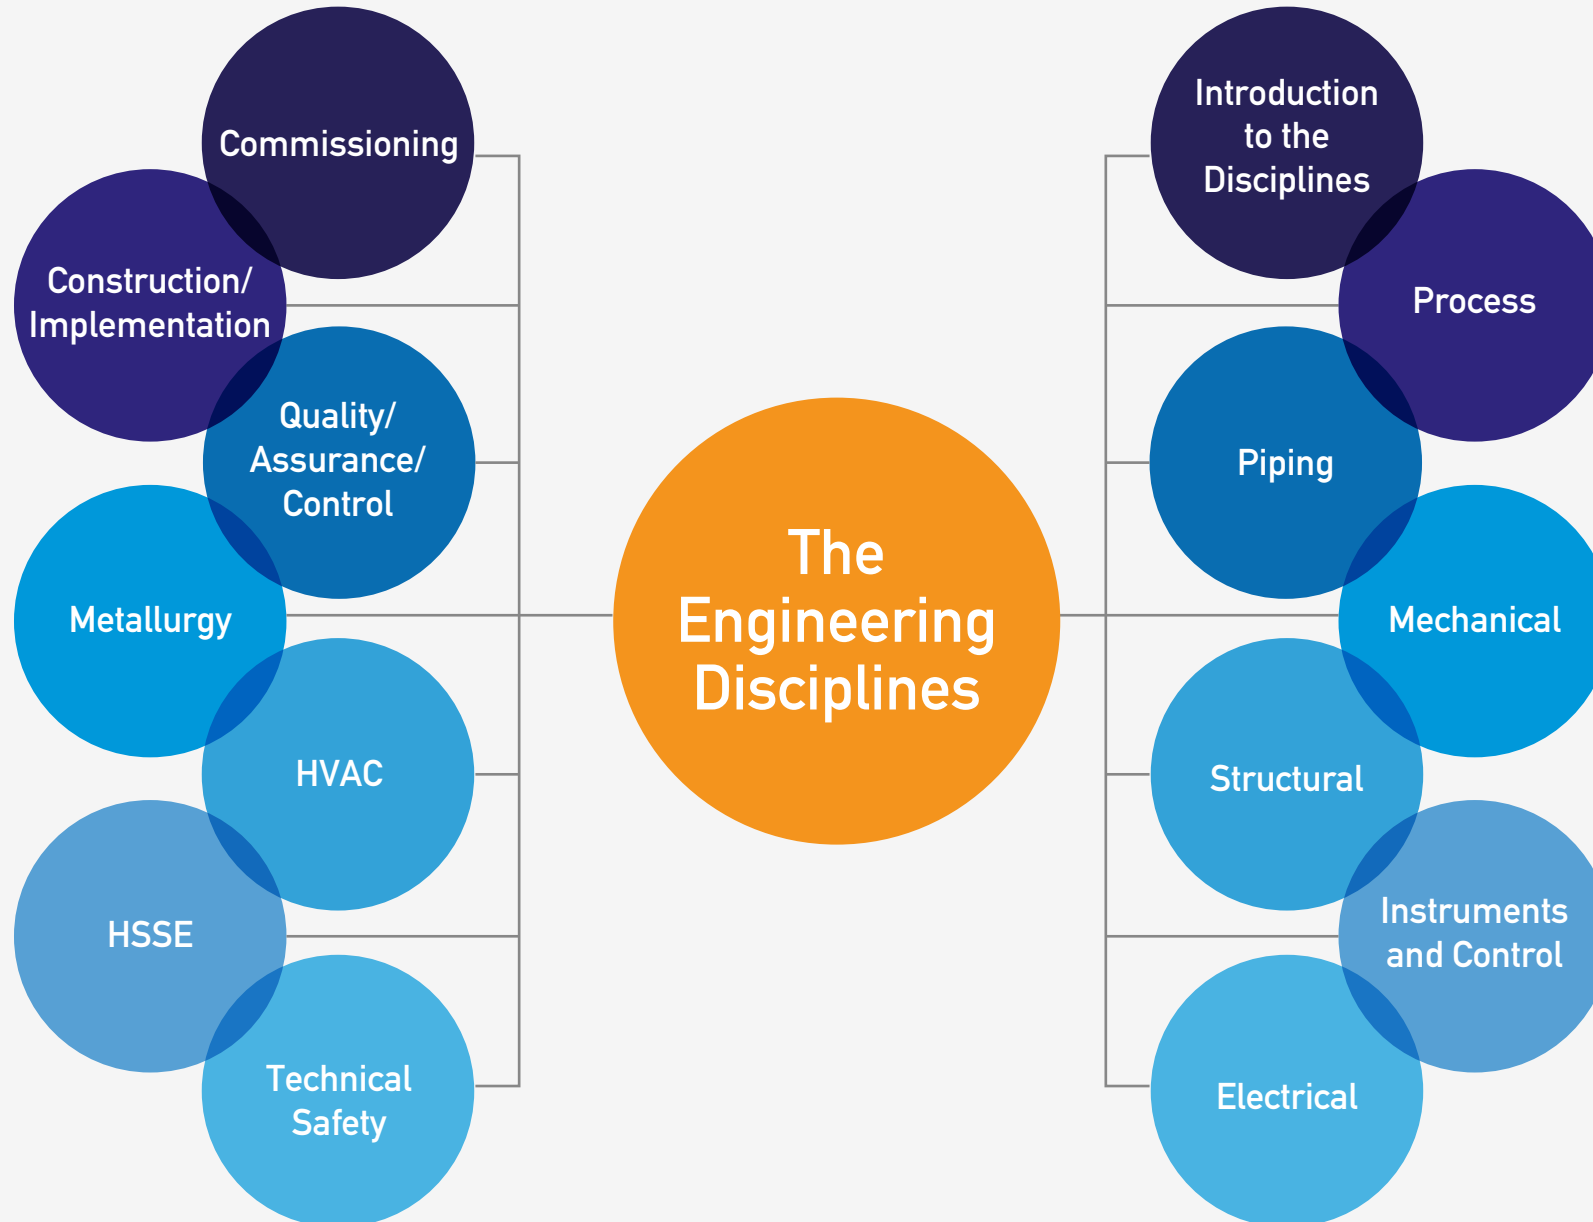 Commissioning
Construction/
Implementation
Quality/
Assurance/
Control
Metallurgy
HVAC
HSSE
Technical
Safety
The
Engineering
Disciplines
Introduction
to the
Disciplines
Process
Piping
Mechanical
Structural
Instruments
and Control
Electrical